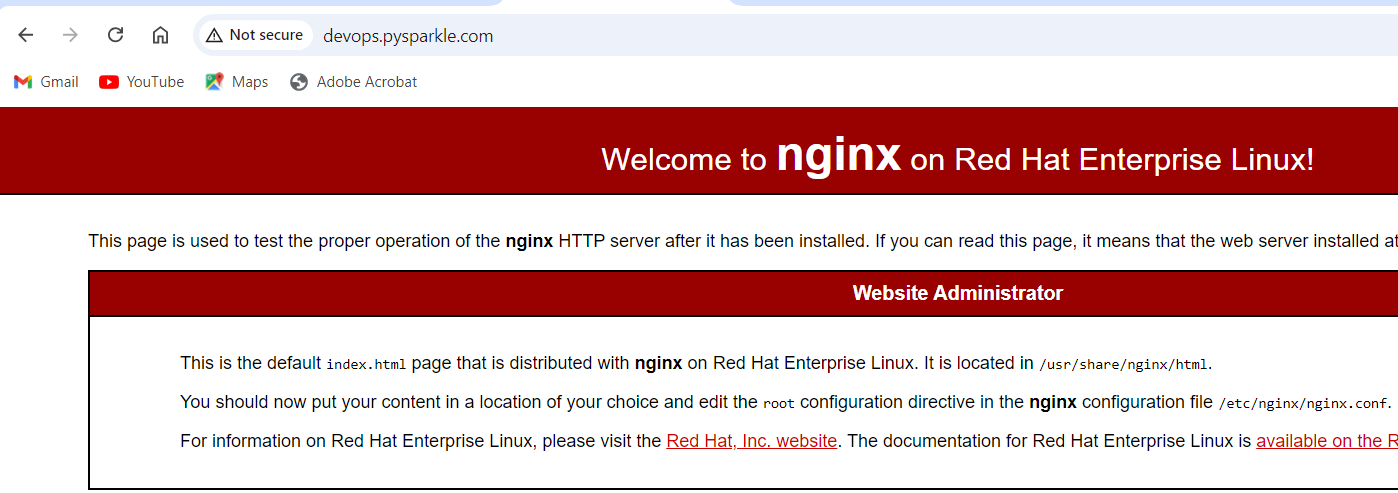 Not secure devops.pysparkle.com
Gmail YouTube Maps Adobe Acrobat
Welcome to nginx on Red Hat Enterprise Linux!
This page is used to test the proper operation of the nginx HTTP server after it has been installed. If you can read this page, it means that the web server installed at
Website Administrator
This is the default index.html page that is distributed with nginx on Red Hat Enterprise Linux. It is located in /usr/share/nginx/html.
You should now put your content in a location of your choice and edit the root configuration directive in the nginx configuration file /etc/nginx/nginx.conf.
For information on Red Hat Enterprise Linux, please visit the Red Hat, Inc. website. The documentation for Red Hat Enterprise Linux is available on the R